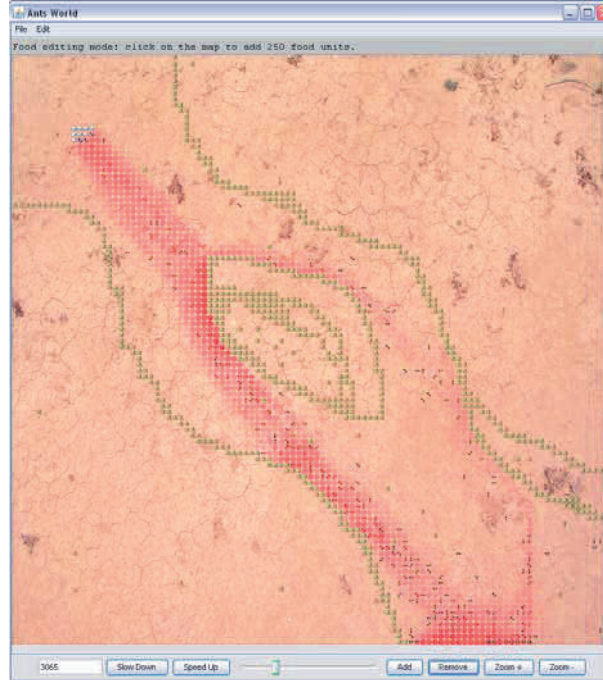 Ants World
File Edit
Food editing mode: click on the map to add 250 food units.
3065 Slow Down Speed Up Add Remove Zoom + Zoom -